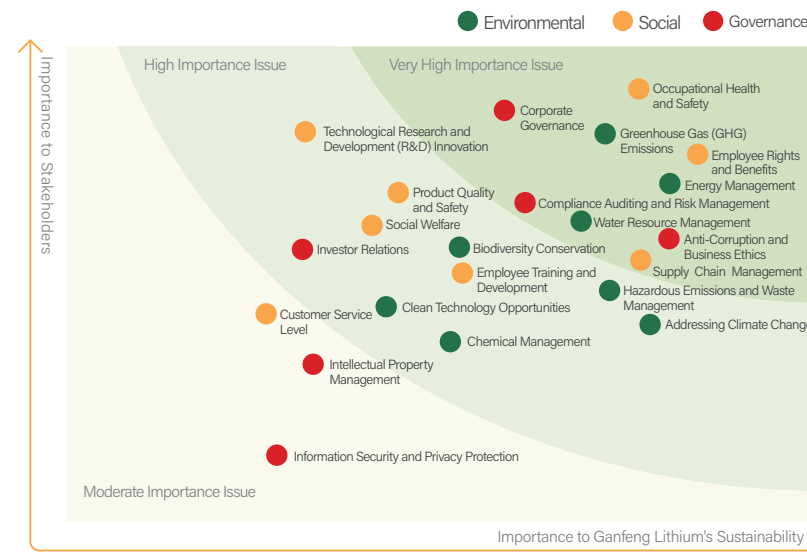 Environmental
Social
Governance
Importance to Stakeholders
High Importance Issue
Very High Importance Issue
Occupational Health
and Safety
Corporate
Governance
Technological Research and
Development (R&D) Innovation
Greenhouse Gas (GHG)
Emissions
Employee Rights
and Benefits
Energy Management
Product Quality
and Safety
Compliance Auditing and Risk Management
Social Welfare
Water Resource Management
Anti-Corruption and
Business Ethics
Investor Relations
Biodiversity Conservation
Supply Chain Management
Employee Training and
Development
Hazardous Emissions and Waste
Management
Clean Technology Opportunities
Customer Service
Level
Addressing Climate Change
Chemical Management
Intellectual Property
Management
Information Security and Privacy Protection
Moderate Importance Issue
Importance to Ganfeng Lithium's Sustainability